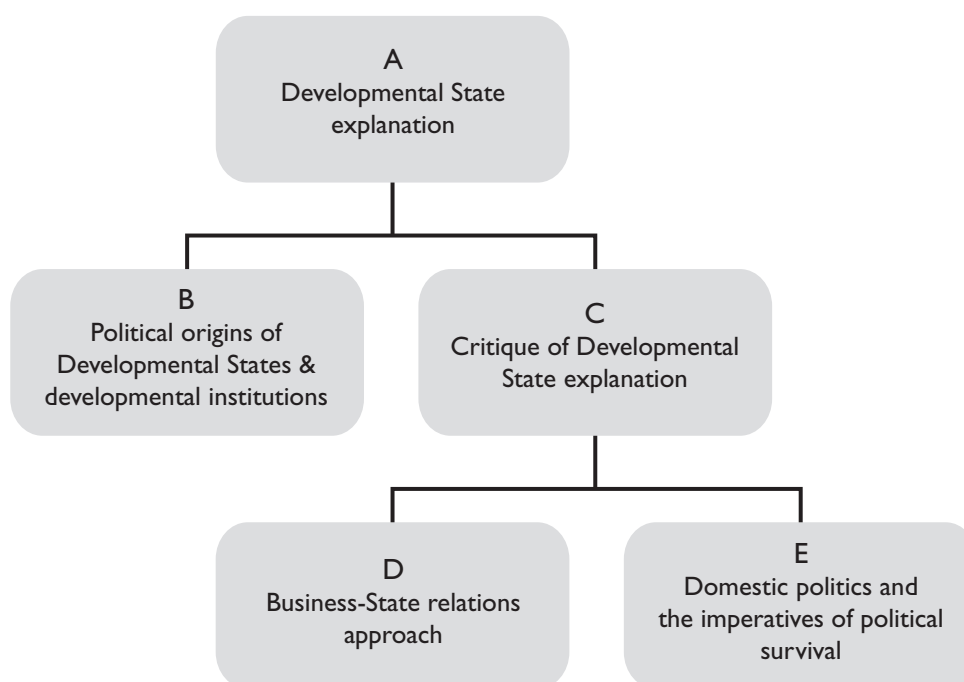 A
Developmental State
explanation
B
Political origins of
Developmental States &
developmental institutions
C
Critique of Developmental
State explanation
D
Business-State relations
approach
E
Domestic politics and
the imperatives of political
survival